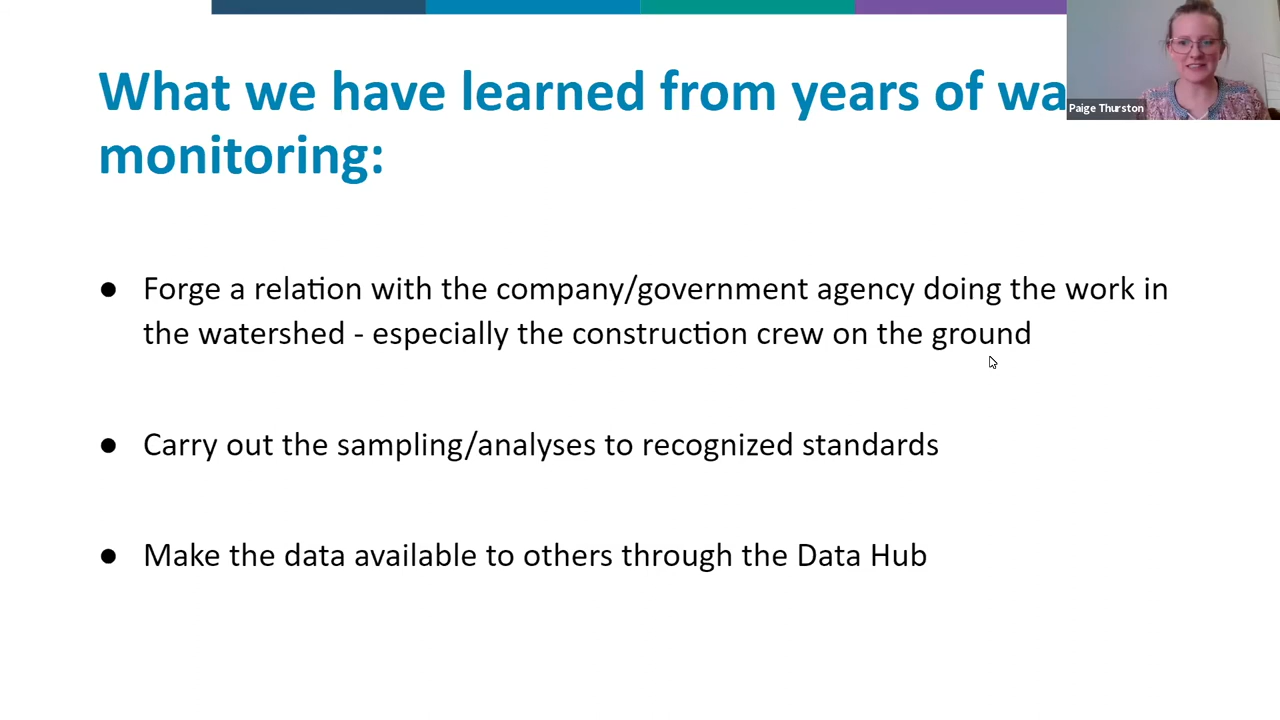 What we have learned from years of wa
monitoring:
Paige Thurston
● Forge a relation with the company/government agency doing the work in
the watershed - especially the construction crew on the ground
● Carry out the sampling/analyses to recognized standards
● Make the data available to others through the Data Hub